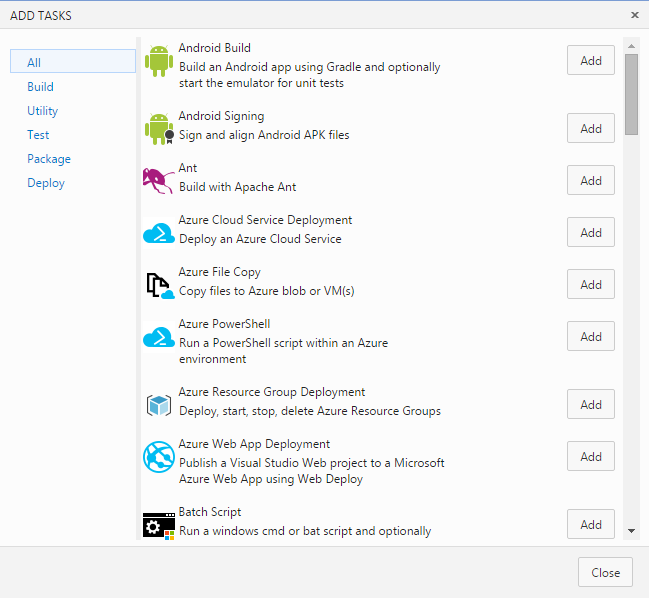 ADD TASKS
×
All
Build
Utility
Test
Package
Deploy
Android Build
Build an Android app using Gradle and optionally
start the emulator for unit tests
Add
Android Signing
Sign and align Android APK files
Add
Ant
Build with Apache Ant
Add
Azure Cloud Service Deployment
Deploy an Azure Cloud Service
Add
Azure File Copy
Copy files to Azure blob or VM(s)
Add
Azure PowerShell
Run a PowerShell script within an Azure
environment
Add
Azure Resource Group Deployment
Deploy, start, stop, delete Azure Resource Groups
Add
Azure Web App Deployment
Publish a Visual Studio Web project to a Microsoft
Azure Web App using Web Deploy
Add
Batch Script
Run a windows cmd or bat script and optionally
Add
Close